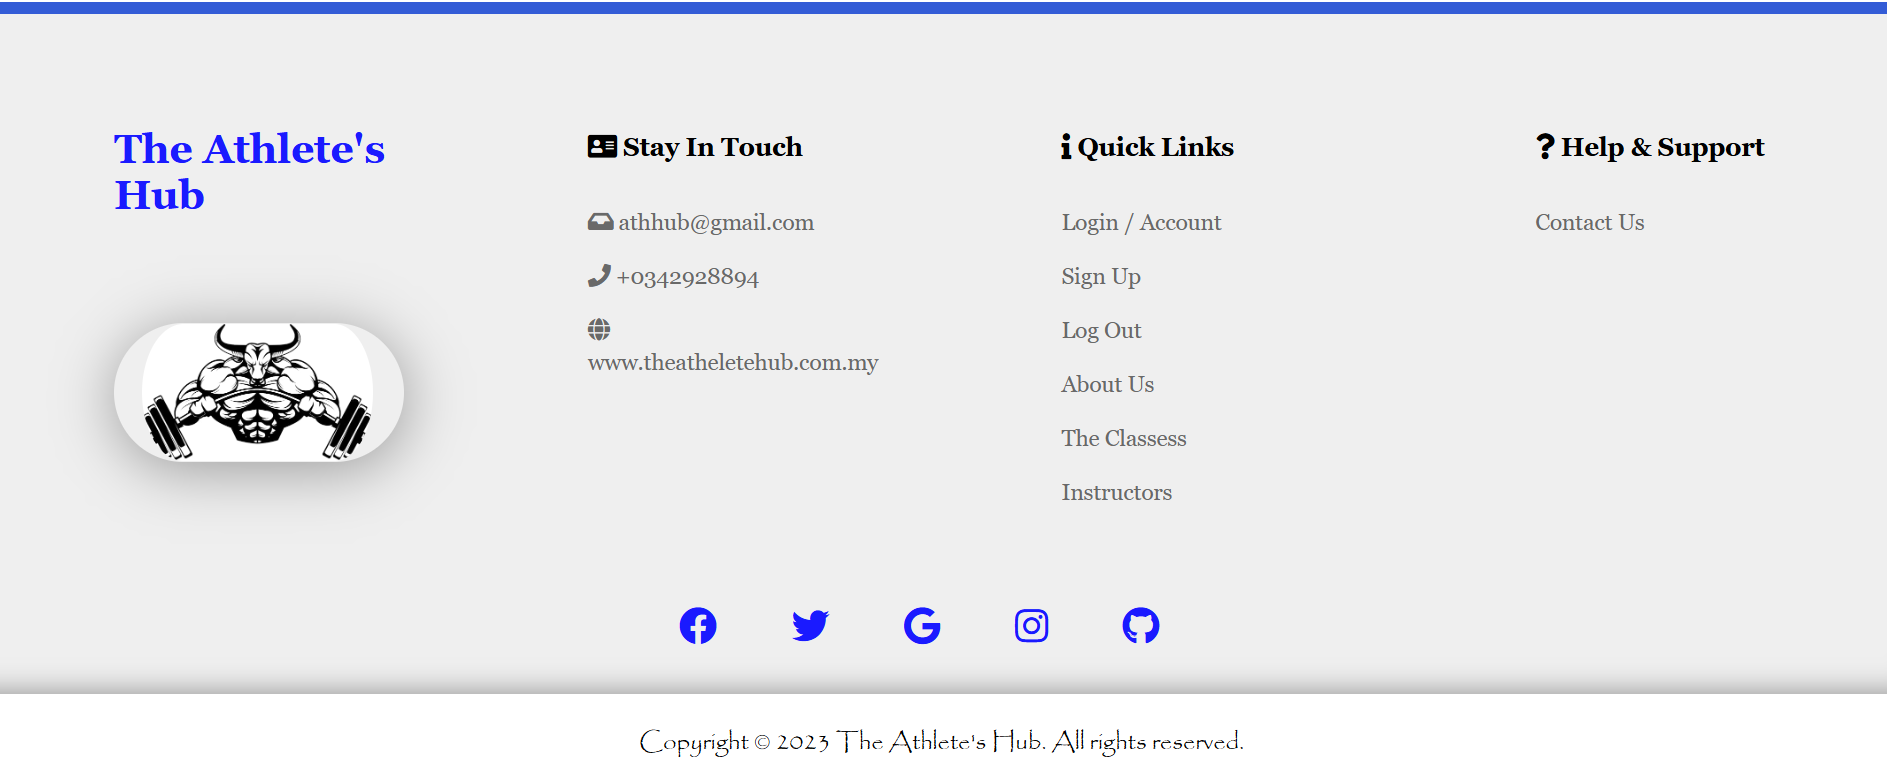 The Athlete's
Hub
Stay In Touch
athhub@gmail.com
+0342928894
www.theatheletehub.com.my
Quick Links
Login / Account
Sign Up
Log Out
About Us
The Classess
Instructors
Help & Support
Contact Us
Copyright © 2023 The Athlete's Hub. All rights reserved.